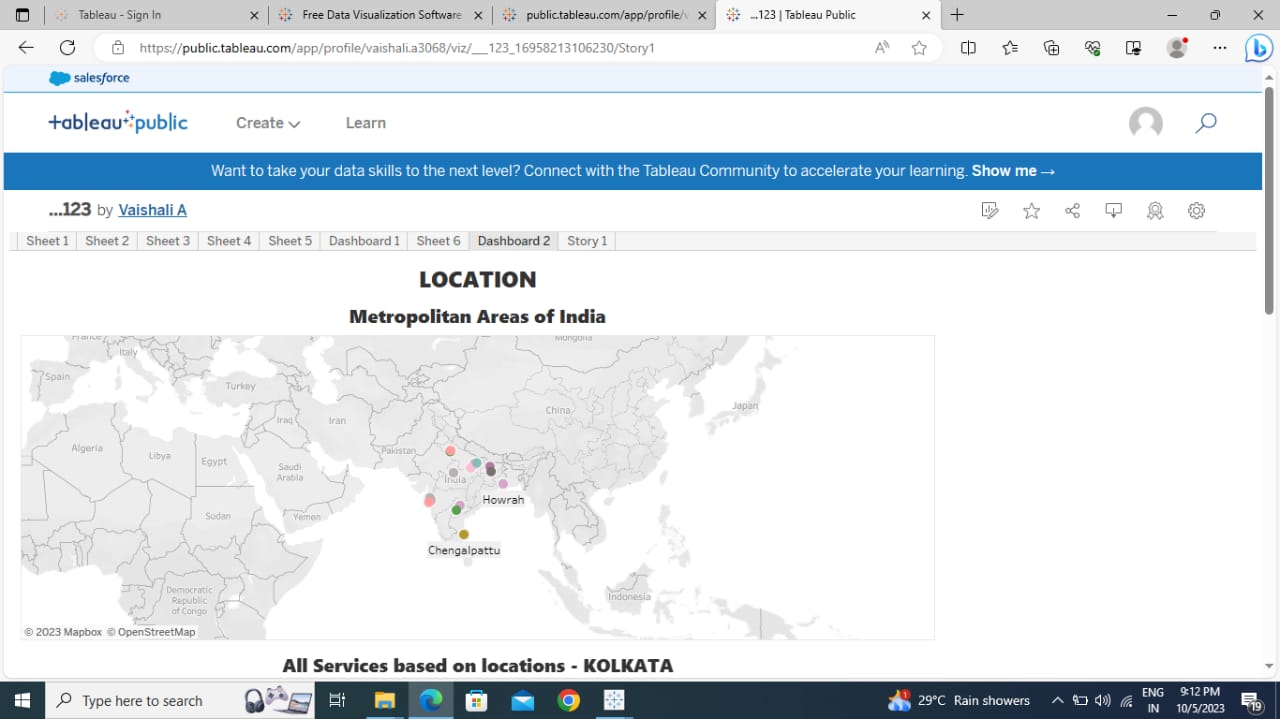 Tableau - Sign In
Free Data Visualization Software
public.tableau.com/app/profile/v
...123 | Tableau Public
https://public.tableau.com/app/profile/vaishali.a3068/viz/___123_16958213106230/Story1
salesforce
+ableau public
Create
Learn
Want to take your data skills to the next level? Connect with the Tableau Community to accelerate your learning. Show me →
...123 by Vaishali A
Sheet 1 Sheet 2 Sheet 3 Sheet 4 Sheet 5 Dashboard 1 Sheet 6 Dashboard 2 Story 1
LOCATION
Metropolitan Areas of India
France
Mongolia
Italy
Spain
Turkey
China
Japan
Iraq
Iran
Algeria
Libya
Egypt
Pakistan
Saudi
Arabia
India
Howrah
Sudan
Yemen
Chengalpattu
Democratic
Republic
of Congo
Indonesia
© 2023 Mapbox © OpenStreetMap
All Services based on locations - KOLKATA
Type here to search
1
29°C Rain showers
ENG
IN
9:12 PM
10/5/2023
19